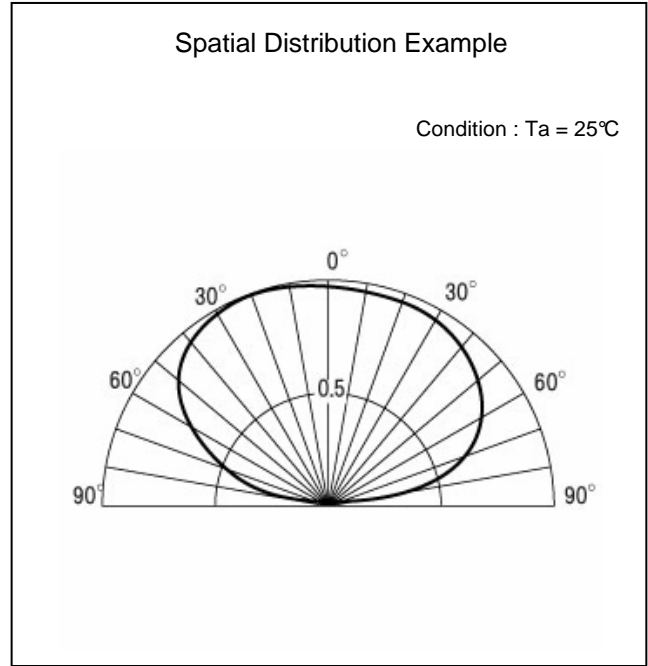 Spatial Distribution Example
Condition : Ta = 25℃
0°
30° 30°
60° 60°
0.5
90° 90°